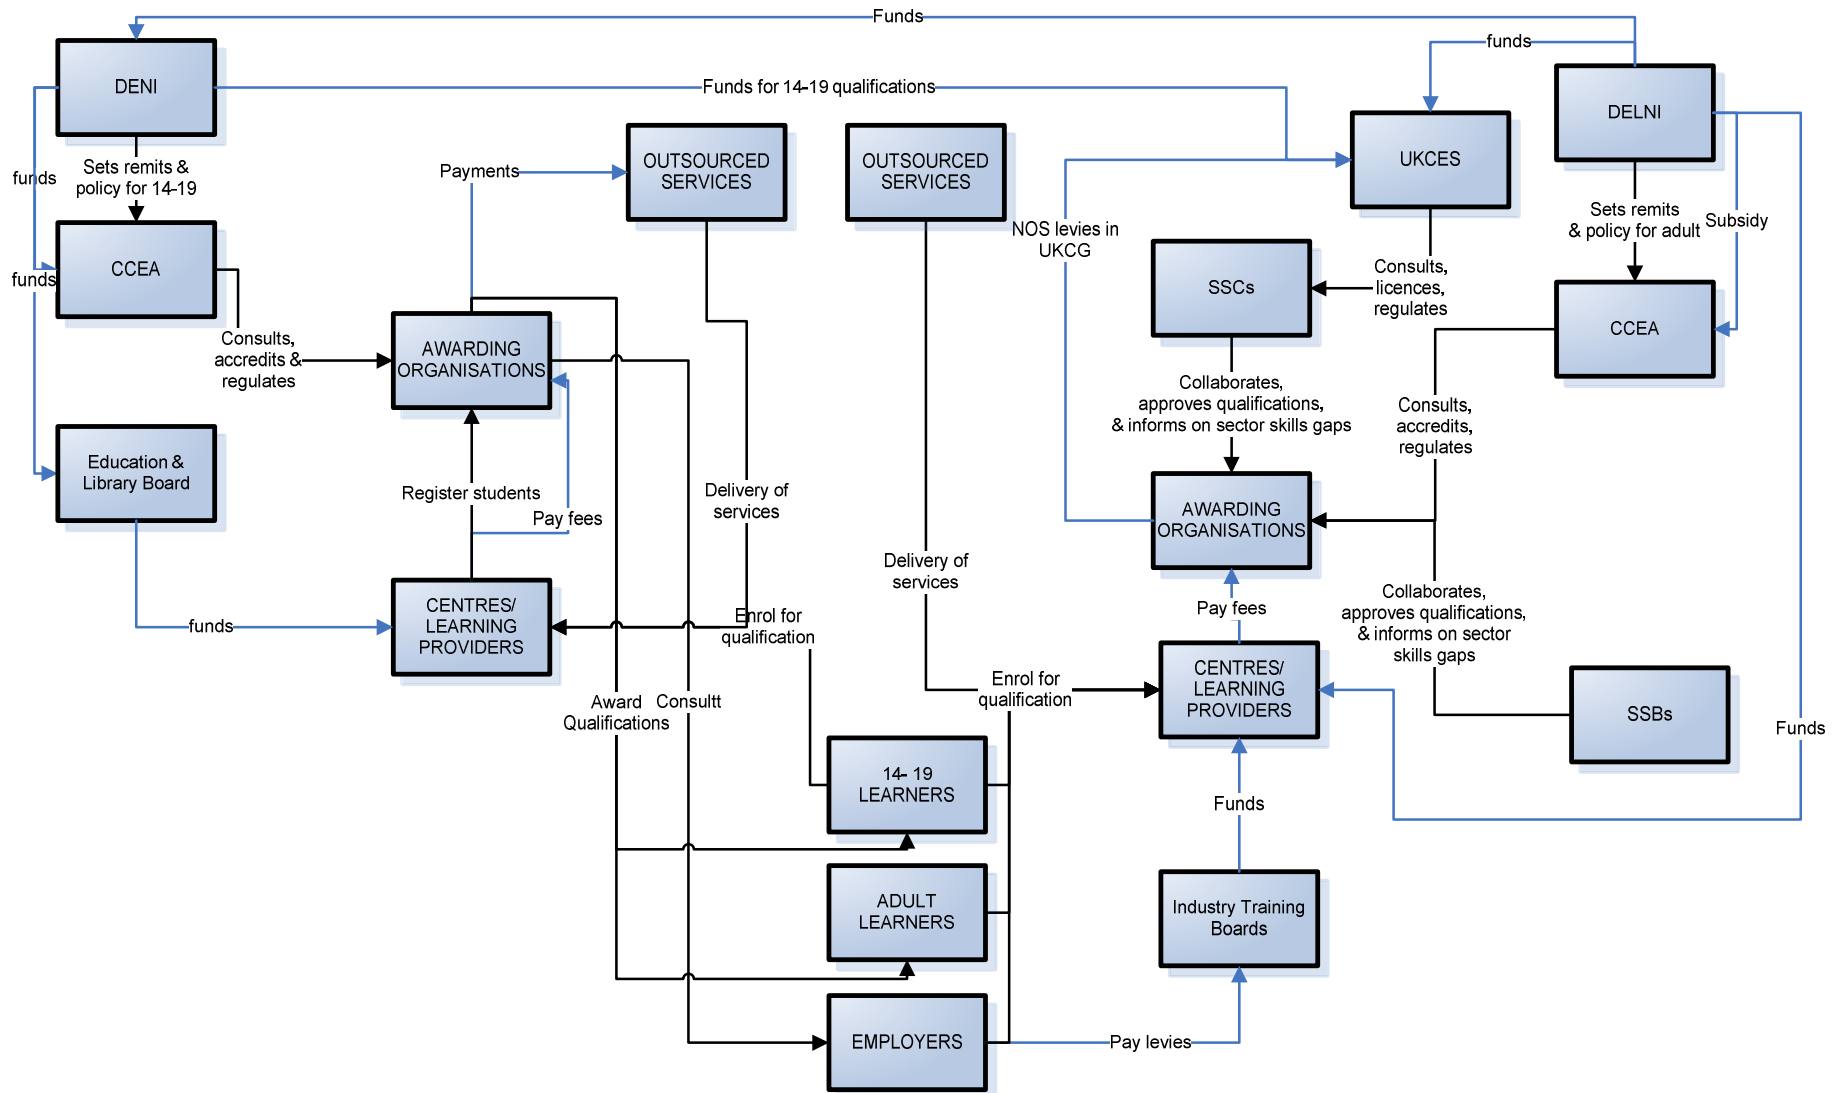 Funds
funds
DENI
Funds for 14-19 qualifications
DELNI
OUTSOURCED
SERVICES
OUTSOURCED
SERVICES
UKCES
Sets remits &
policy for 14-19
Payments
funds
Sets remits
& policy for adult
Subsidy
NOS levies in
UKCG
CCEA
funds
SSCs
Consults,
licences,
regulates
CCEA
Consults,
accredits &
regulates
AWARDING
ORGANISATIONS
Collaborates,
approves qualifications,
& informs on sector skills gaps
Consults,
accredits,
regulates
Education &
Library Board
Register students
Pay fees
Delivery of
services
AWARDING
ORGANISATIONS
Delivery of
services
Collaborates,
approves qualifications,
& informs on sector
skills gaps
Pay fees
funds
CENTRES/
LEARNING
PROVIDERS
Enrol for
qualification
Award
Qualifications
Consultt
Enrol for
qualification
CENTRES/
LEARNING
PROVIDERS
SSBs
Funds
14- 19
LEARNERS
Funds
ADULT
LEARNERS
Industry Training
Boards
EMPLOYERS
Pay levies